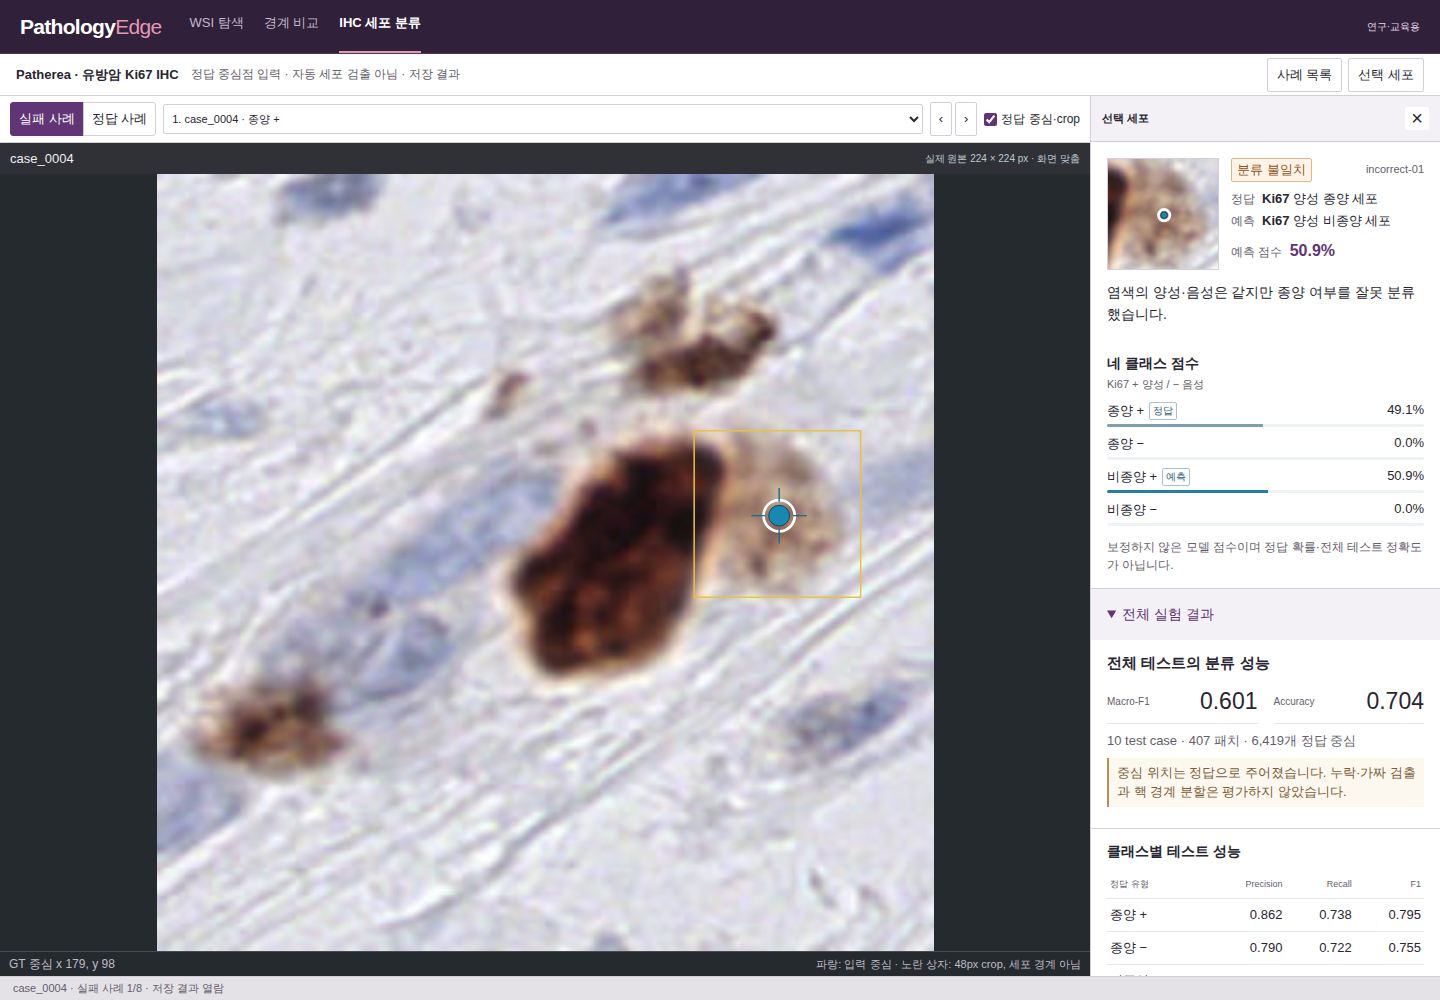 PathologyEdge
WSI 탐색
경계 비교
IHC 세포 분류
연구·교육용
Patherea · 유방암 Ki67 IHC
정답 중심점 입력 · 자동 세포 검출 아님 · 저장 결과
사례 목록
선택 세포
실패 사례
정답 사례
1. case_0004 · 종양 +
‹
›
정답 중심·crop
case_0004
실제 원본 224 × 224 px · 화면 맞춤
GT 중심 x 179, y 98
파랑: 입력 중심 · 노란 상자: 48px crop, 세포 경계 아님
선택 세포
×
분류 불일치
incorrect-01
정답 Ki67 양성 종양 세포
예측 Ki67 양성 비종양 세포
예측 점수 50.9%
염색의 양성·음성은 같지만 종양 여부를 잘못 분류
했습니다.
네 클래스 점수
Ki67 + 양성 / − 음성
종양 + 정답 49.1%
종양 − 0.0%
비종양 + 예측 50.9%
비종양 − 0.0%
보정하지 않은 모델 점수이며 정답 확률·전체 테스트 정확도
가 아닙니다.
▼ 전체 실험 결과
전체 테스트의 분류 성능
Macro-F1 0.601 Accuracy 0.704
10 test case · 407 패치 · 6,419개 정답 중심
중심 위치는 정답으로 주어졌습니다. 누락·가짜 검출
과 핵 경계 분할은 평가하지 않았습니다.
클래스별 테스트 성능
정답 유형 Precision Recall F1
종양 + 0.862 0.738 0.795
종양 − 0.790 0.722 0.755
case_0004 · 실패 사례 1/8 · 저장 결과 열람